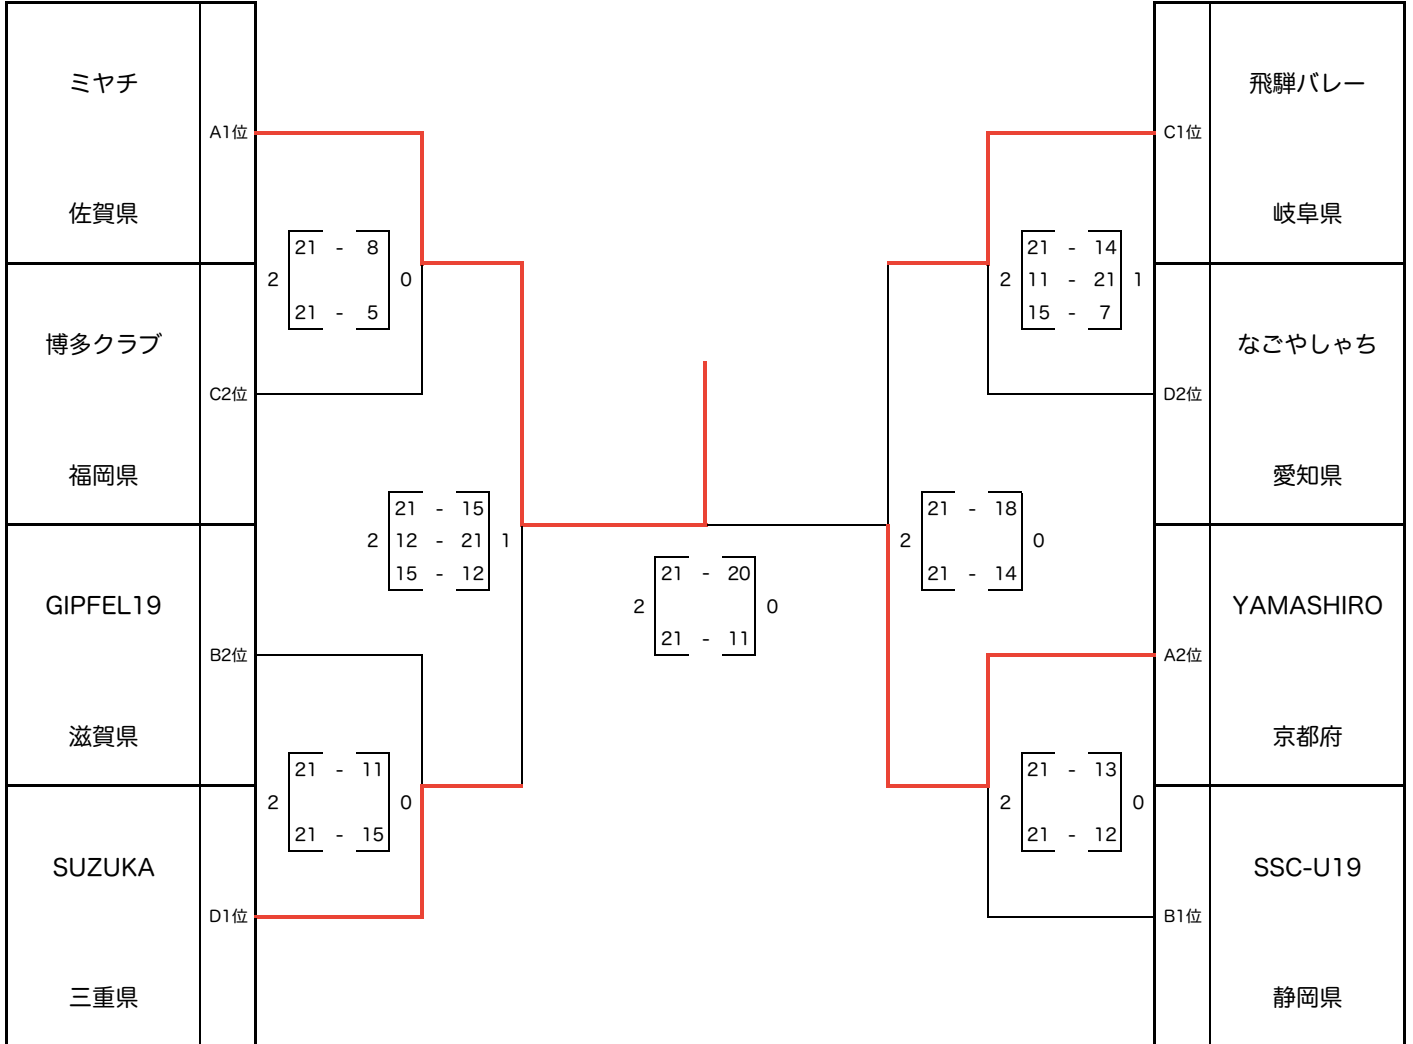 ミヤチ
A1位
佐賀県
博多クラブ
C2位
福岡県
GIPFEL19
B2位
滋賀県
SUZUKA
D1位
三重県
21 - 8
2 0
21 - 5
21 - 15
2 12 - 21 1
15 - 12
21 - 11
2 0
21 - 15
21 - 20
2 0
21 - 11
21 - 14
2 11 - 21 1
15 - 7
21 - 18
2 0
21 - 14
21 - 13
2 0
21 - 12
飛騨バレー
C1位
岐阜県
なごやしゃち
D2位
愛知県
YAMASHIRO
A2位
京都府
SSC-U19
B1位
静岡県